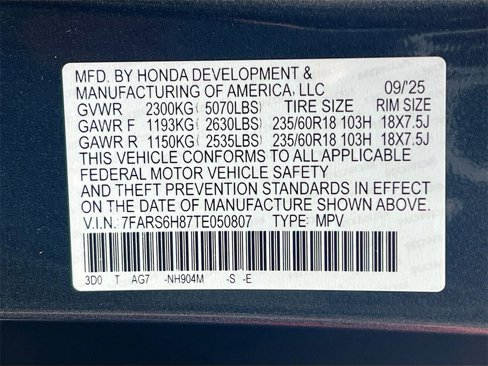 MFD. BY HONDA DEVELOPMENT &
MANUFACTURING OF AMERICA, LLC 09/'25
GVWR 2300KG( 5070LBS) TIRE SIZE RIM SIZE
GAWR F 1193KG( 2630LBS) 235/60R18 103H 18X7.5J
GAWR R 1150KG( 2535LBS) 235/60R18 103H 18X7.5J
THIS VEHICLE CONFORMS TO ALL APPLICABLE
FEDERAL MOTOR VEHICLE SAFETY
AND THEFT PREVENTION STANDARDS IN EFFECT
ON THE DATE OF MANUFACTURE SHOWN ABOVE.
V.I.N.: 7FARS6H87TE050807 TYPE: MPV
3D0 T AG7 -NH904M -S -E